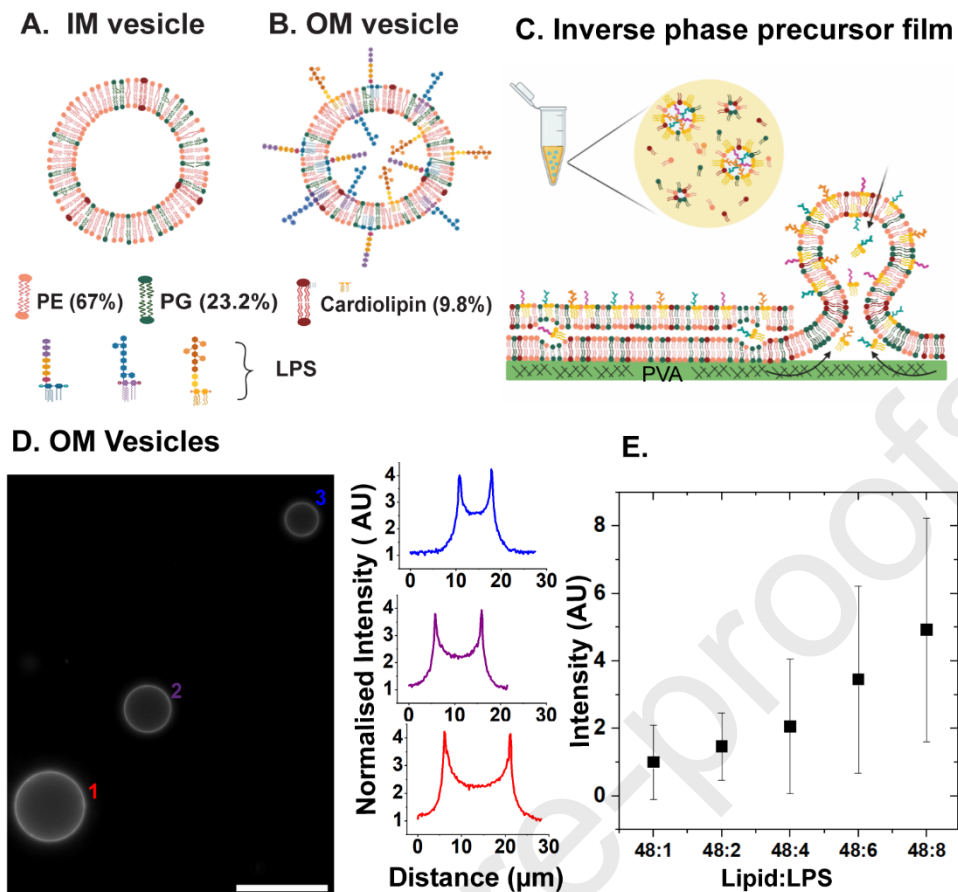 A. IM vesicle
B. OM vesicle
C. Inverse phase precursor film
PE (67%)
PG (23.2%)
Cardiolipin (9.8%)
LPS
PVA
D. OM Vesicles
1
2
3
Normalised Intensity ( AU)
4
3
2
1
0 10 20 30
4
3
2
1
0 10 20 30
4
3
2
1
0 10 20 30
Distance (µm)
E.
Intensity (AU)
8
6
4
2
0
48:1 48:2 48:4 48:6 48:8
Lipid:LPS
re-proofs